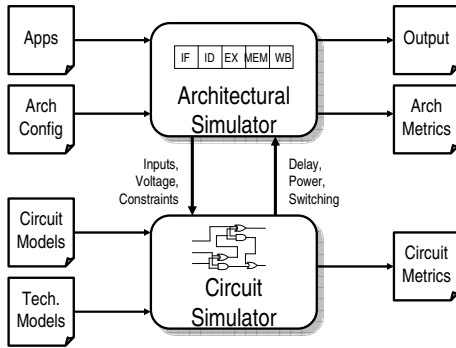 Apps
Output
IF ID EX MEM WB
Architectural
Simulator
Arch
Config
Arch
Metrics
Inputs,
Voltage,
Constraints
Delay,
Power,
Switching
Circuit
Models
Circuit
Simulator
Circuit
Metrics
Tech.
Models